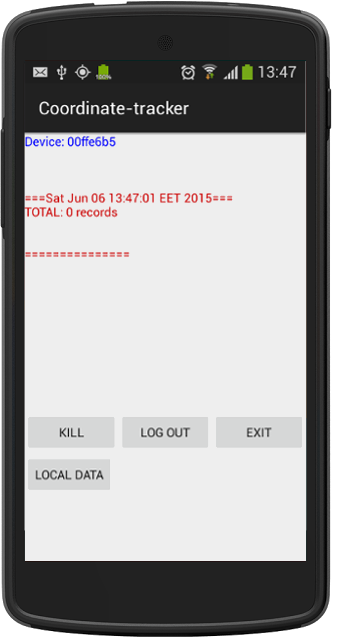 13:47
Coordinate-tracker
Device: 00ffe6b5
===Sat Jun 06 13:47:01 EET 2015===
TOTAL: 0 records
===============
KILL LOG OUT EXIT
LOCAL DATA